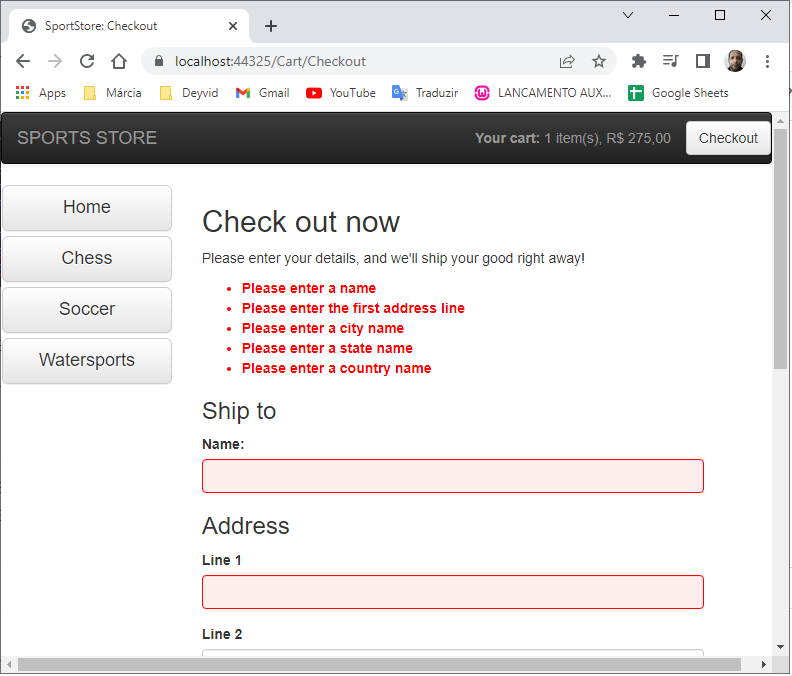 SportStore: Checkout
localhost:44325/Cart/Checkout
Apps Márcia Deyvid Gmail YouTube Traduzir LANCAMENTO AUX... Google Sheets
SPORTS STORE Your cart: 1 item(s), R$ 275,00 Checkout
Home
Chess
Soccer
Watersports
Check out now
Please enter your details, and we'll ship your good right away!
Please enter a name
Please enter the first address line
Please enter a city name
Please enter a state name
Please enter a country name
Ship to
Name:
Address
Line 1
Line 2